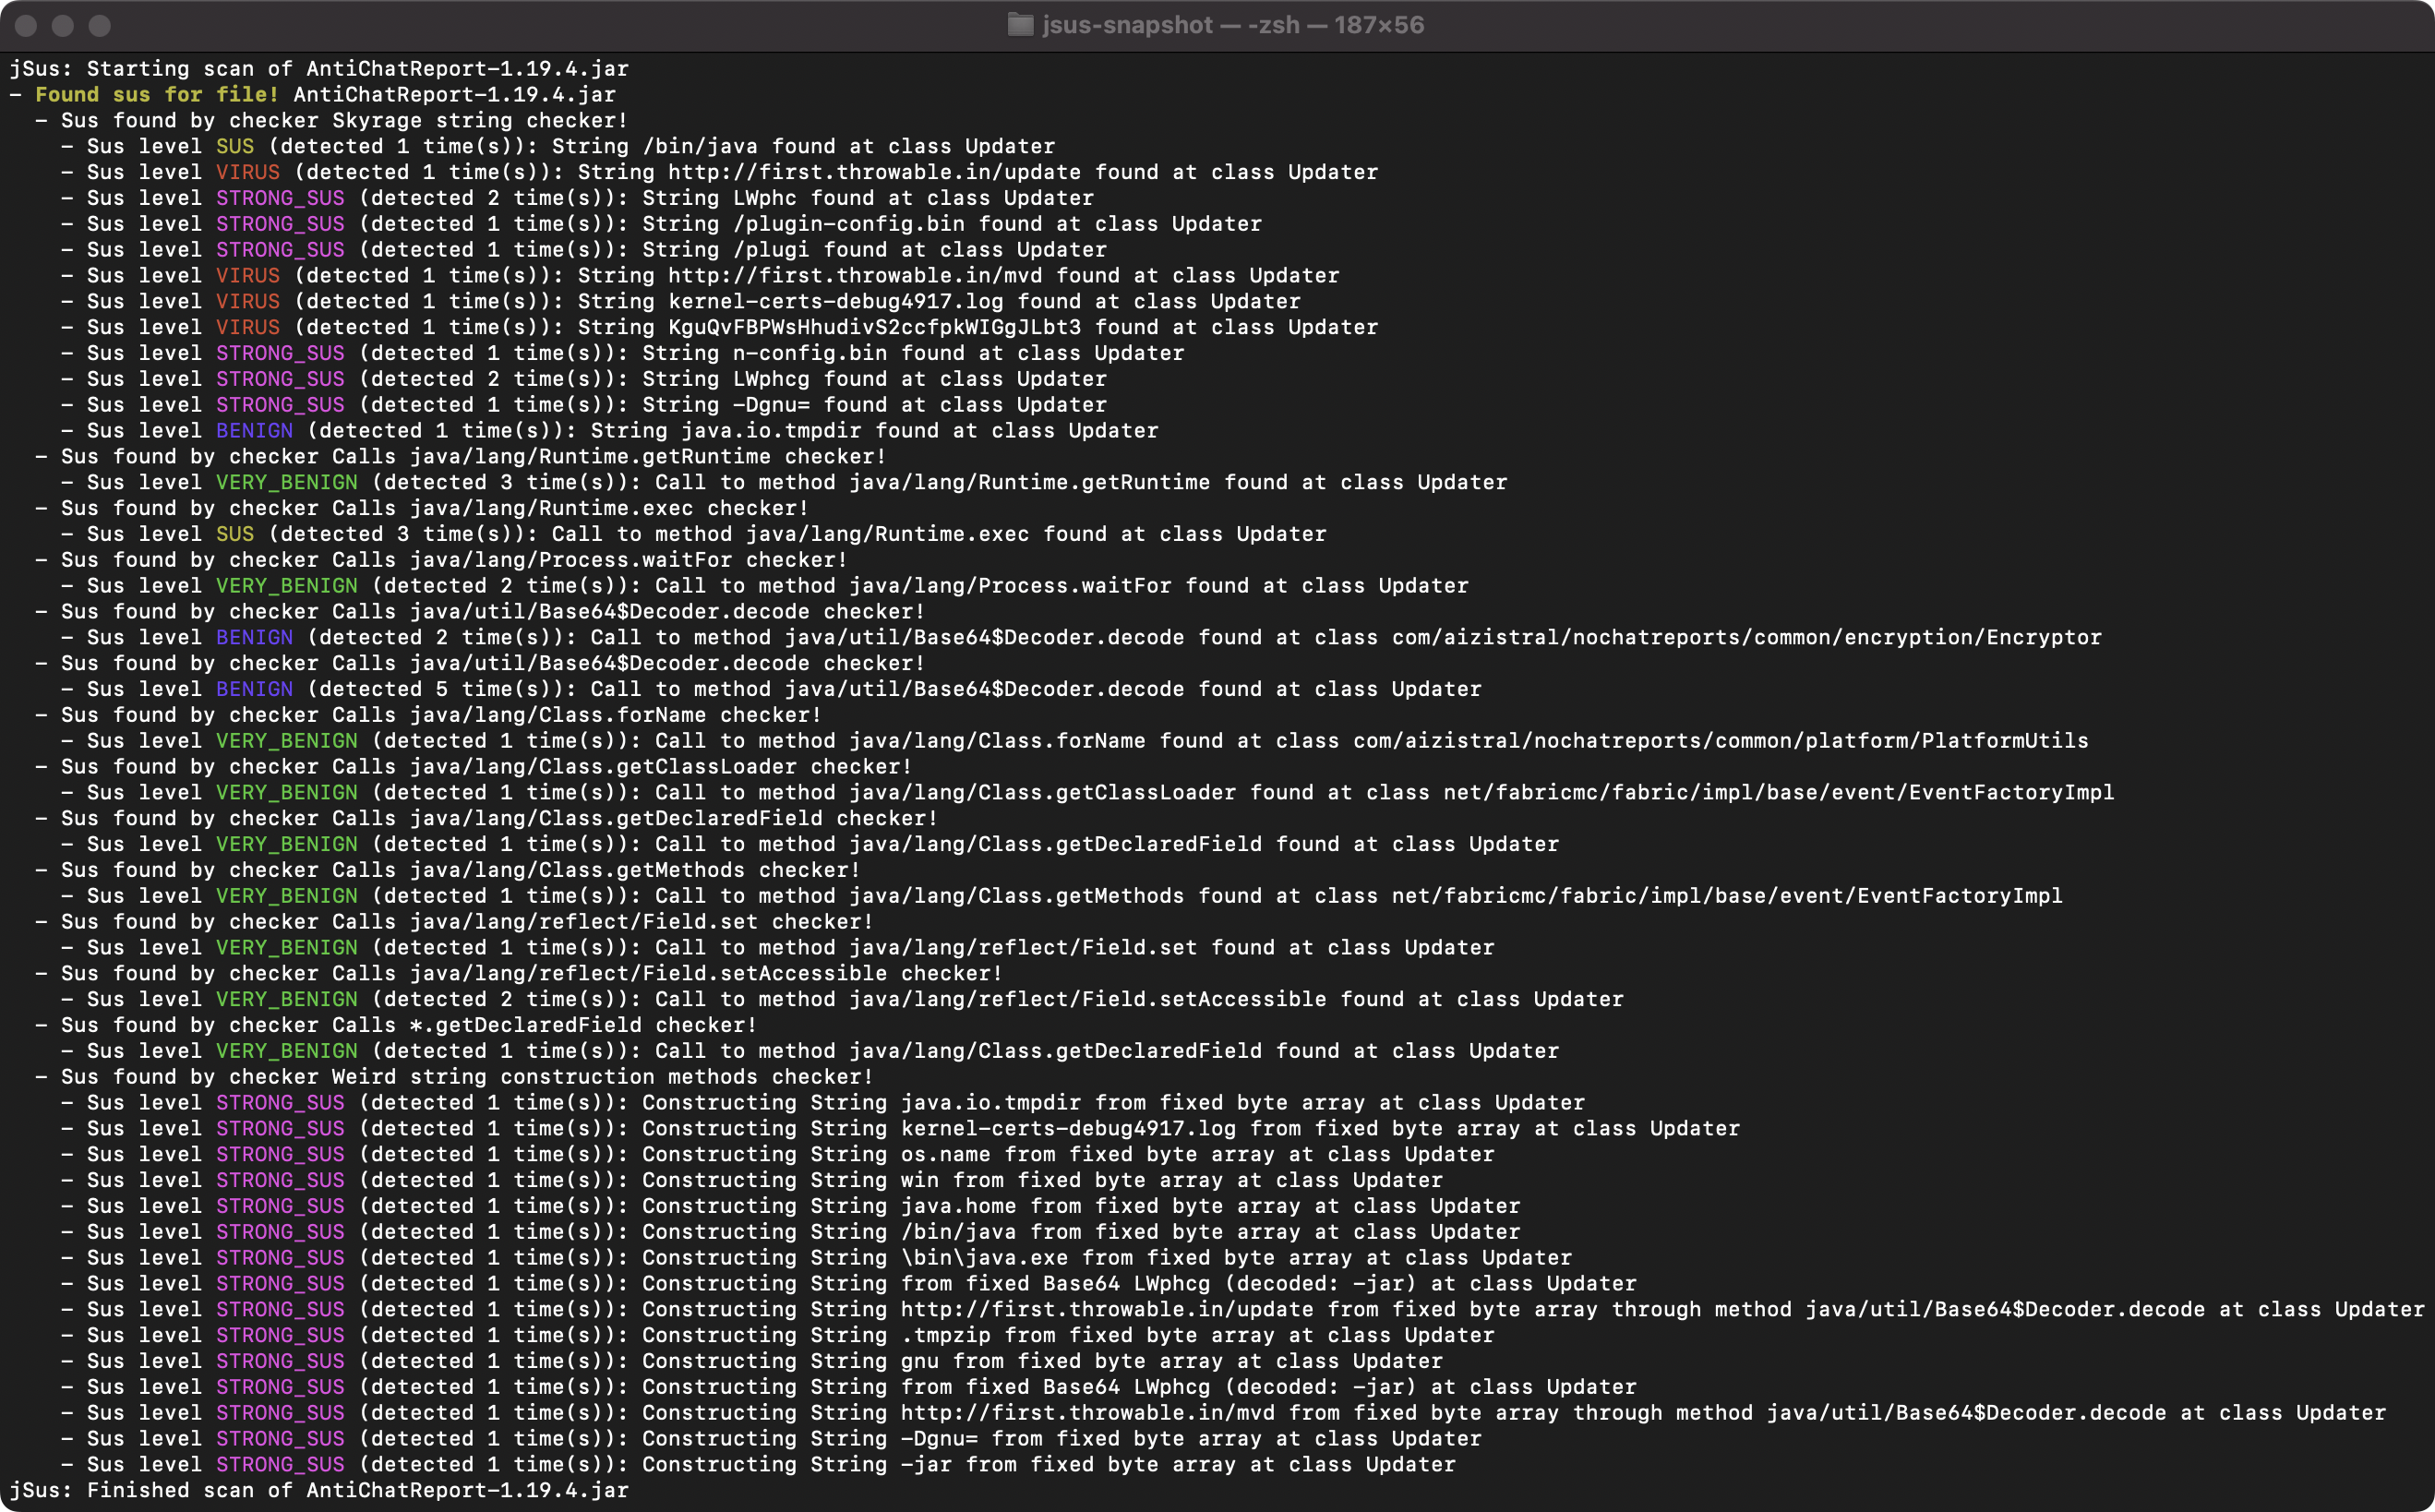 jsus-snapshot — -zsh — 187×56
jSus: Starting scan of AntiChatReport-1.19.4.jar
- Found sus for file! AntiChatReport-1.19.4.jar
  - Sus found by checker Skyrage string checker!
    - Sus level SUS (detected 1 time(s)): String /bin/java found at class Updater
    - Sus level VIRUS (detected 1 time(s)): String http://first.throwable.in/update found at class Updater
    - Sus level STRONG_SUS (detected 2 time(s)): String LWphc found at class Updater
    - Sus level STRONG_SUS (detected 1 time(s)): String /plugin-config.bin found at class Updater
    - Sus level STRONG_SUS (detected 1 time(s)): String /plugi found at class Updater
    - Sus level VIRUS (detected 1 time(s)): String http://first.throwable.in/mvd found at class Updater
    - Sus level VIRUS (detected 1 time(s)): String kernel-certs-debug4917.log found at class Updater
    - Sus level VIRUS (detected 1 time(s)): String KguQvFBPWsHhudivS2ccfpkWIGgJLbt3 found at class Updater
    - Sus level STRONG_SUS (detected 1 time(s)): String n-config.bin found at class Updater
    - Sus level STRONG_SUS (detected 2 time(s)): String LWphcg found at class Updater
    - Sus level STRONG_SUS (detected 1 time(s)): String -Dgnu= found at class Updater
    - Sus level BENIGN (detected 1 time(s)): String java.io.tmpdir found at class Updater
  - Sus found by checker Calls java/lang/Runtime.getRuntime checker!
    - Sus level VERY_BENIGN (detected 3 time(s)): Call to method java/lang/Runtime.getRuntime found at class Updater
  - Sus found by checker Calls java/lang/Runtime.exec checker!
    - Sus level SUS (detected 3 time(s)): Call to method java/lang/Runtime.exec found at class Updater
  - Sus found by checker Calls java/lang/Process.waitFor checker!
    - Sus level VERY_BENIGN (detected 2 time(s)): Call to method java/lang/Process.waitFor found at class Updater
  - Sus found by checker Calls java/util/Base64$Decoder.decode checker!
    - Sus level BENIGN (detected 2 time(s)): Call to method java/util/Base64$Decoder.decode found at class com/aizistral/nochatreports/common/encryption/Encryptor
  - Sus found by checker Calls java/util/Base64$Decoder.decode checker!
    - Sus level BENIGN (detected 5 time(s)): Call to method java/util/Base64$Decoder.decode found at class Updater
  - Sus found by checker Calls java/lang/Class.forName checker!
    - Sus level VERY_BENIGN (detected 1 time(s)): Call to method java/lang/Class.forName found at class com/aizistral/nochatreports/common/platform/PlatformUtils
  - Sus found by checker Calls java/lang/Class.getClassLoader checker!
    - Sus level VERY_BENIGN (detected 1 time(s)): Call to method java/lang/Class.getClassLoader found at class net/fabricmc/fabric/impl/base/event/EventFactoryImpl
  - Sus found by checker Calls java/lang/Class.getDeclaredField checker!
    - Sus level VERY_BENIGN (detected 1 time(s)): Call to method java/lang/Class.getDeclaredField found at class Updater
  - Sus found by checker Calls java/lang/Class.getMethods checker!
    - Sus level VERY_BENIGN (detected 1 time(s)): Call to method java/lang/Class.getMethods found at class net/fabricmc/fabric/impl/base/event/EventFactoryImpl
  - Sus found by checker Calls java/lang/reflect/Field.set checker!
    - Sus level VERY_BENIGN (detected 1 time(s)): Call to method java/lang/reflect/Field.set found at class Updater
  - Sus found by checker Calls java/lang/reflect/Field.setAccessible checker!
    - Sus level VERY_BENIGN (detected 2 time(s)): Call to method java/lang/reflect/Field.setAccessible found at class Updater
  - Sus found by checker Calls *.getDeclaredField checker!
    - Sus level VERY_BENIGN (detected 1 time(s)): Call to method java/lang/Class.getDeclaredField found at class Updater
  - Sus found by checker Weird string construction methods checker!
    - Sus level STRONG_SUS (detected 1 time(s)): Constructing String java.io.tmpdir from fixed byte array at class Updater
    - Sus level STRONG_SUS (detected 1 time(s)): Constructing String kernel-certs-debug4917.log from fixed byte array at class Updater
    - Sus level STRONG_SUS (detected 1 time(s)): Constructing String os.name from fixed byte array at class Updater
    - Sus level STRONG_SUS (detected 1 time(s)): Constructing String win from fixed byte array at class Updater
    - Sus level STRONG_SUS (detected 1 time(s)): Constructing String java.home from fixed byte array at class Updater
    - Sus level STRONG_SUS (detected 1 time(s)): Constructing String /bin/java from fixed byte array at class Updater
    - Sus level STRONG_SUS (detected 1 time(s)): Constructing String \bin\java.exe from fixed byte array at class Updater
    - Sus level STRONG_SUS (detected 1 time(s)): Constructing String from fixed Base64 LWphcg (decoded: -jar) at class Updater
    - Sus level STRONG_SUS (detected 1 time(s)): Constructing String http://first.throwable.in/update from fixed byte array through method java/util/Base64$Decoder.decode at class Updater
    - Sus level STRONG_SUS (detected 1 time(s)): Constructing String .tmpzip from fixed byte array at class Updater
    - Sus level STRONG_SUS (detected 1 time(s)): Constructing String gnu from fixed byte array at class Updater
    - Sus level STRONG_SUS (detected 1 time(s)): Constructing String from fixed Base64 LWphcg (decoded: -jar) at class Updater
    - Sus level STRONG_SUS (detected 1 time(s)): Constructing String http://first.throwable.in/mvd from fixed byte array through method java/util/Base64$Decoder.decode at class Updater
    - Sus level STRONG_SUS (detected 1 time(s)): Constructing String -Dgnu= from fixed byte array at class Updater
    - Sus level STRONG_SUS (detected 1 time(s)): Constructing String -jar from fixed byte array at class Updater
jSus: Finished scan of AntiChatReport-1.19.4.jar